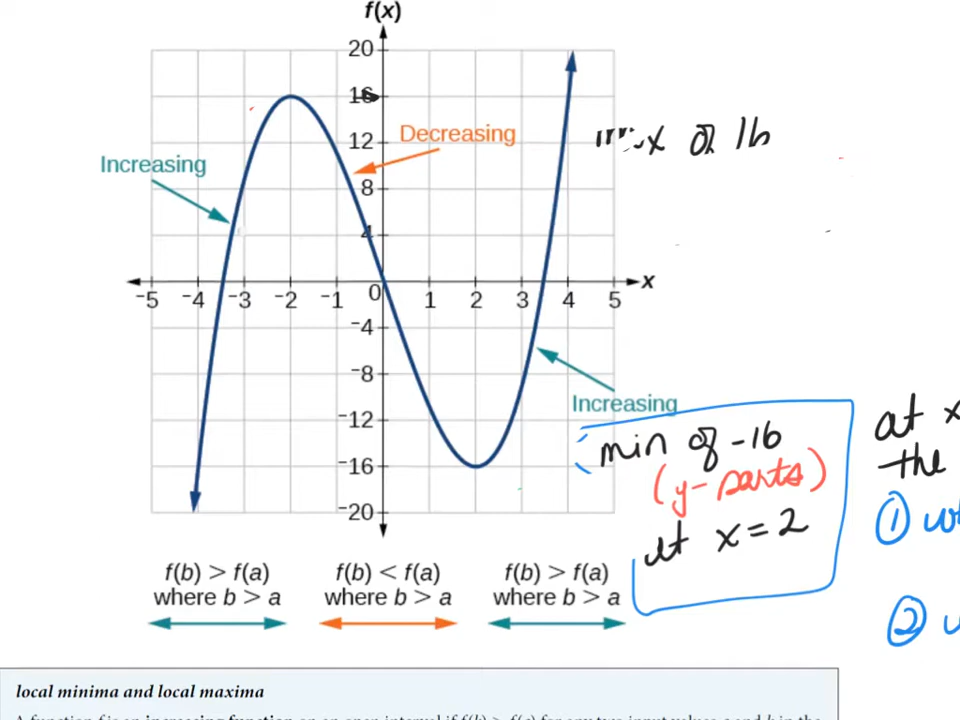 f(x)
20
16
12
8
4
Decreasing
Increasing
of 16
-5 -4 -3 -2 -1 0 1 2 3 4 5 x
-4
-8
-12
-16
-20
Increasing
min of -16
(y-parts)
at x=2
at x
the
①
②
f(b) > f(a)
where b > a
f(b) < f(a)
where b > a
f(b) > f(a)
where b > a
local minima and local maxima